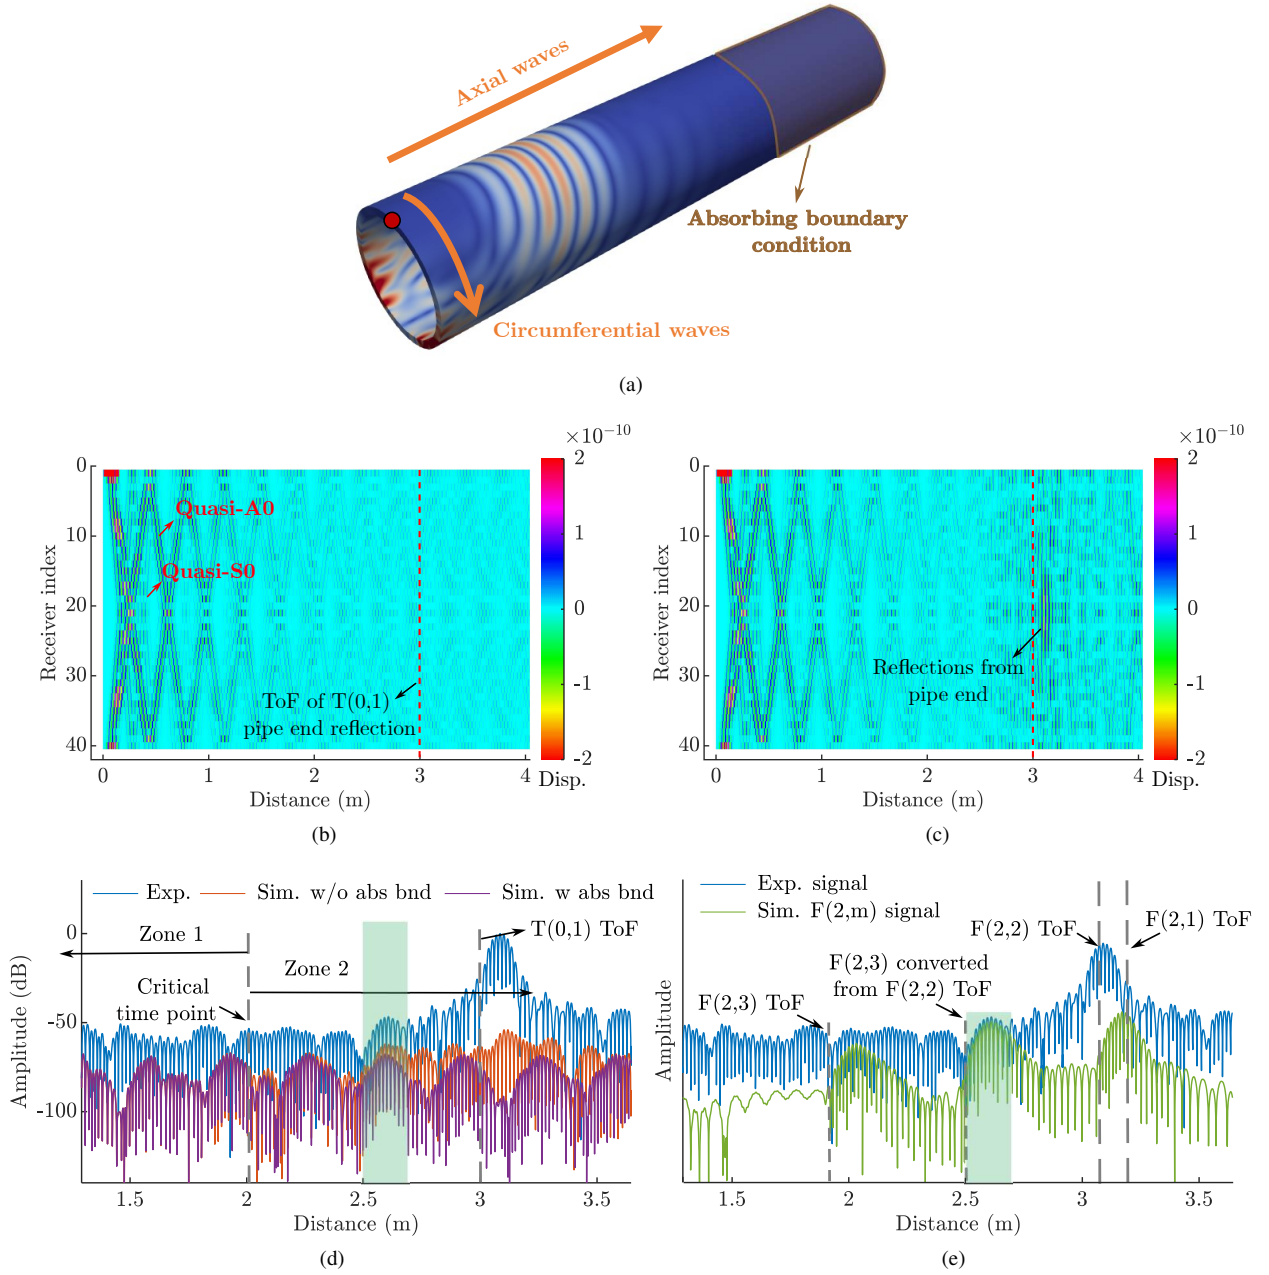 Axial waves
Absorbing boundary
condition
Circumferential waves
(a)
×10⁻¹⁰
0
10
20
30
40
Receiver index
Quasi-A0
Quasi-S0
ToF of T(0,1)
pipe end reflection
0
1
2
3
4
Distance (m)
2
1
0
-1
-2
Disp.
(b)
×10⁻¹⁰
0
10
20
30
40
Receiver index
Reflections from
pipe end
0
1
2
3
4
Distance (m)
2
1
0
-1
-2
Disp.
(c)
Exp.
Sim. w/o abs bnd
Sim. w abs bnd
T(0,1) ToF
Zone 1
Zone 2
Critical
time point
0
-50
-100
Amplitude (dB)
1.5
2
2.5
3
3.5
Distance (m)
(d)
Exp. signal
Sim. F(2,m) signal
F(2,2) ToF
F(2,1) ToF
F(2,3) converted
from F(2,2) ToF
F(2,3) ToF
Amplitude
1.5
2
2.5
3
3.5
Distance (m)
(e)